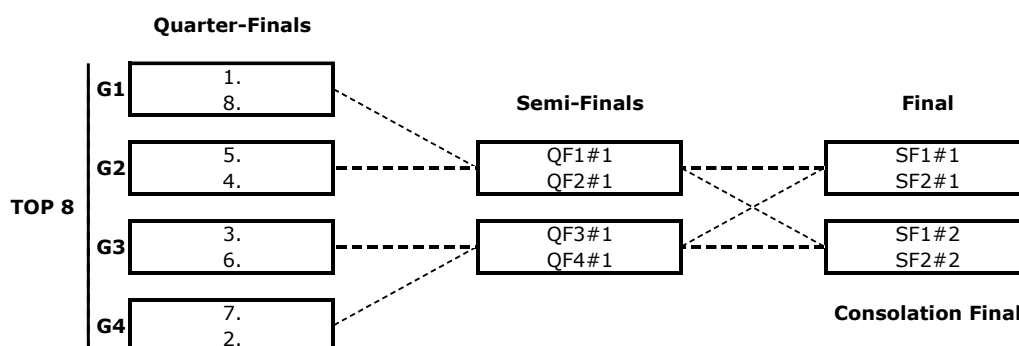 Quarter-Finals
G1
1.
8.
Semi-Finals
Final
G2
5.
4.
QF1#1
QF2#1
SF1#1
SF2#1
TOP 8
G3
3.
6.
QF3#1
QF4#1
SF1#2
SF2#2
G4
7.
2.
Consolation Final